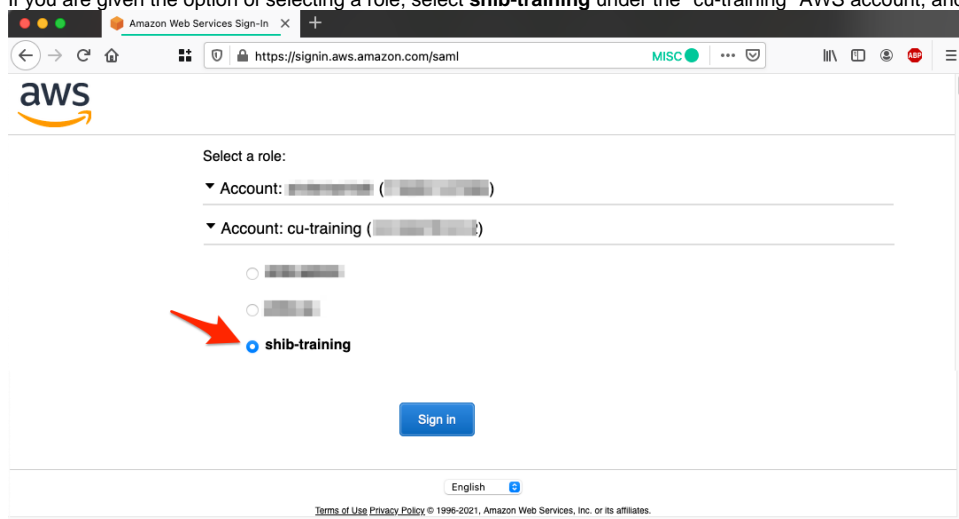 If you are given the option of selecting a role, select shib-training under the "cu-training" AWS account, and
Amazon Web Services Sign-In
https://signin.aws.amazon.com/saml
MISC
ABP
aws
Select a role:
Account: ( )
Account: cu-training ( )
shib-training
Sign in
English
Terms of Use Privacy Policy © 1996-2021, Amazon Web Services, Inc. or its affiliates.